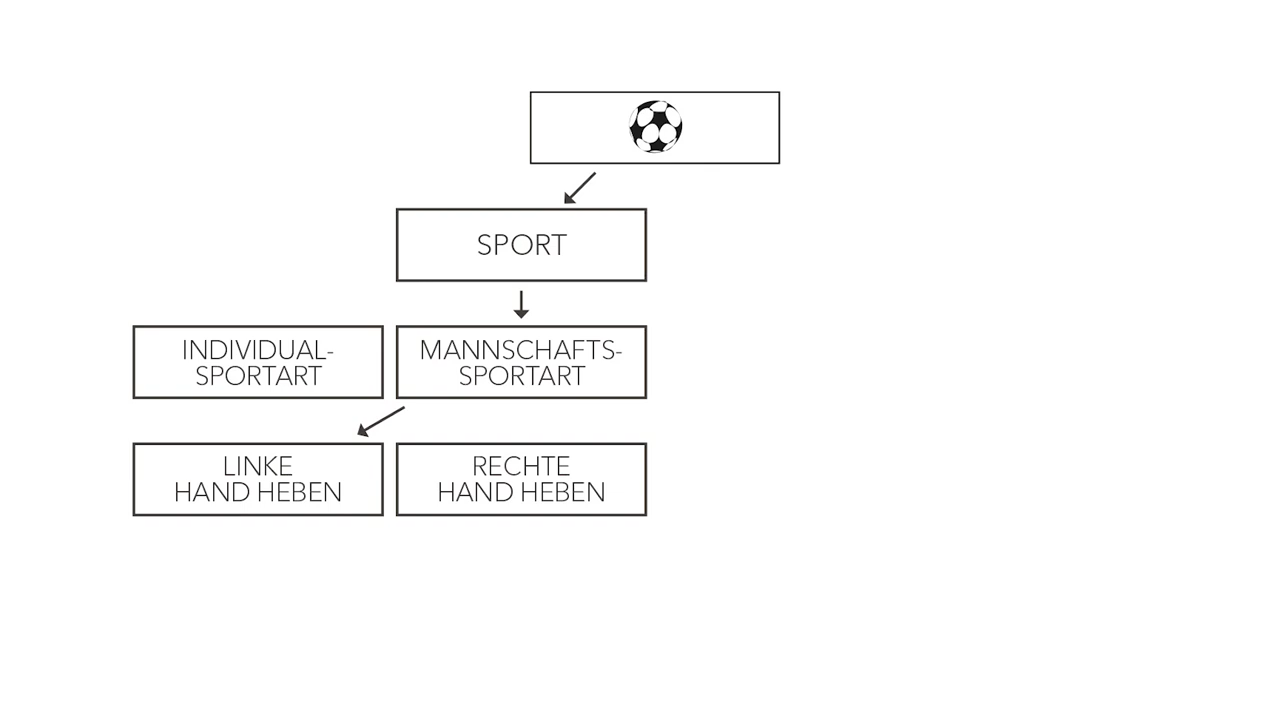 SPORT
INDIVIDUAL-
SPORTART
MANNSCHAFTS-
SPORTART
LINKE
HAND HEBEN
RECHTE
HAND HEBEN